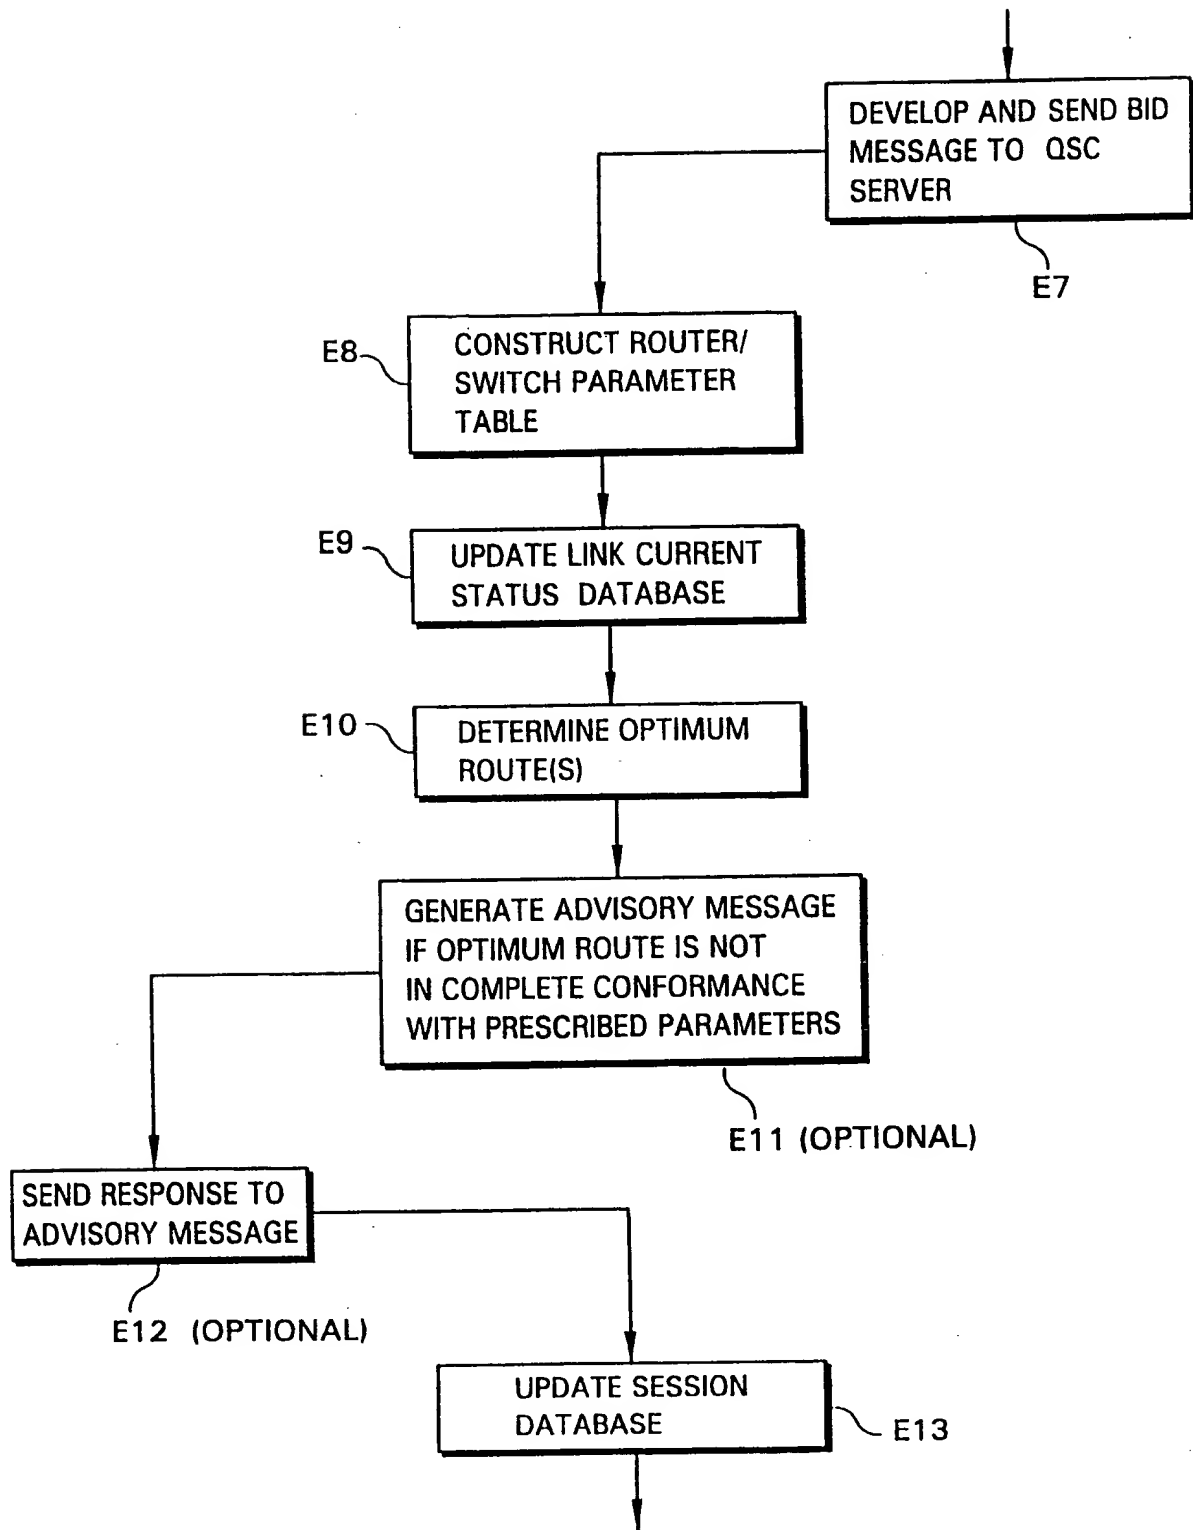 DEVELOP AND SEND BID
MESSAGE TO QSC
SERVER
E7
E8
CONSTRUCT ROUTER/
SWITCH PARAMETER
TABLE
E9
UPDATE LINK CURRENT
STATUS DATABASE
E10
DETERMINE OPTIMUM
ROUTE(S)
GENERATE ADVISORY MESSAGE
IF OPTIMUM ROUTE IS NOT
IN COMPLETE CONFORMANCE
WITH PRESCRIBED PARAMETERS
E11 (OPTIONAL)
SEND RESPONSE TO
ADVISORY MESSAGE
E12 (OPTIONAL)
UPDATE SESSION
DATABASE
E13